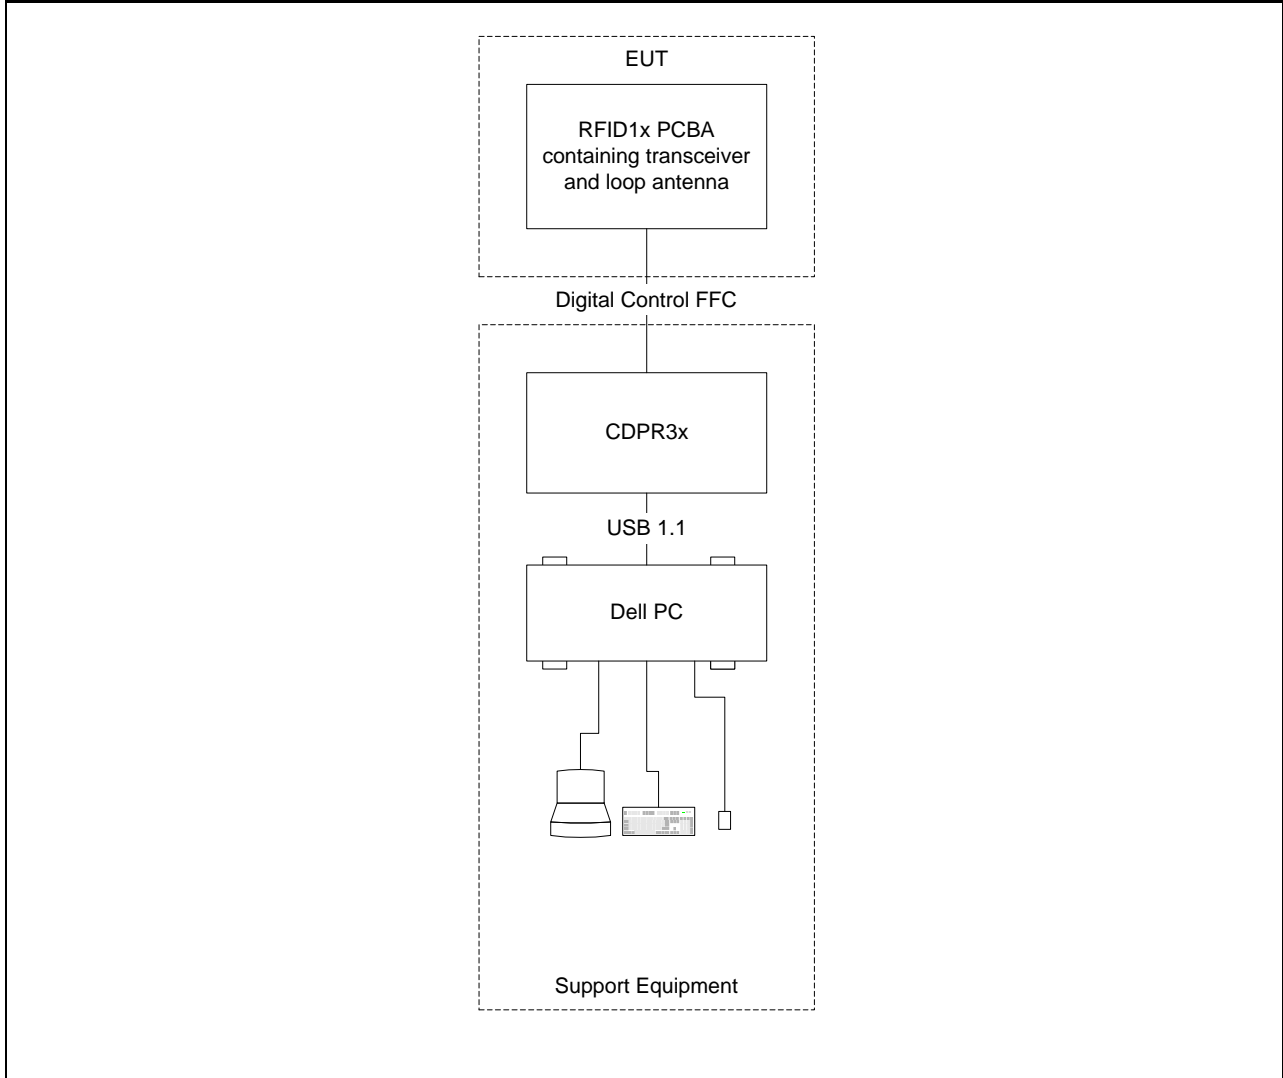 EUT
RFID1x PCBA
containing transceiver
and loop antenna
Digital Control FFC
CDPR3x
USB 1.1
Dell PC
Support Equipment